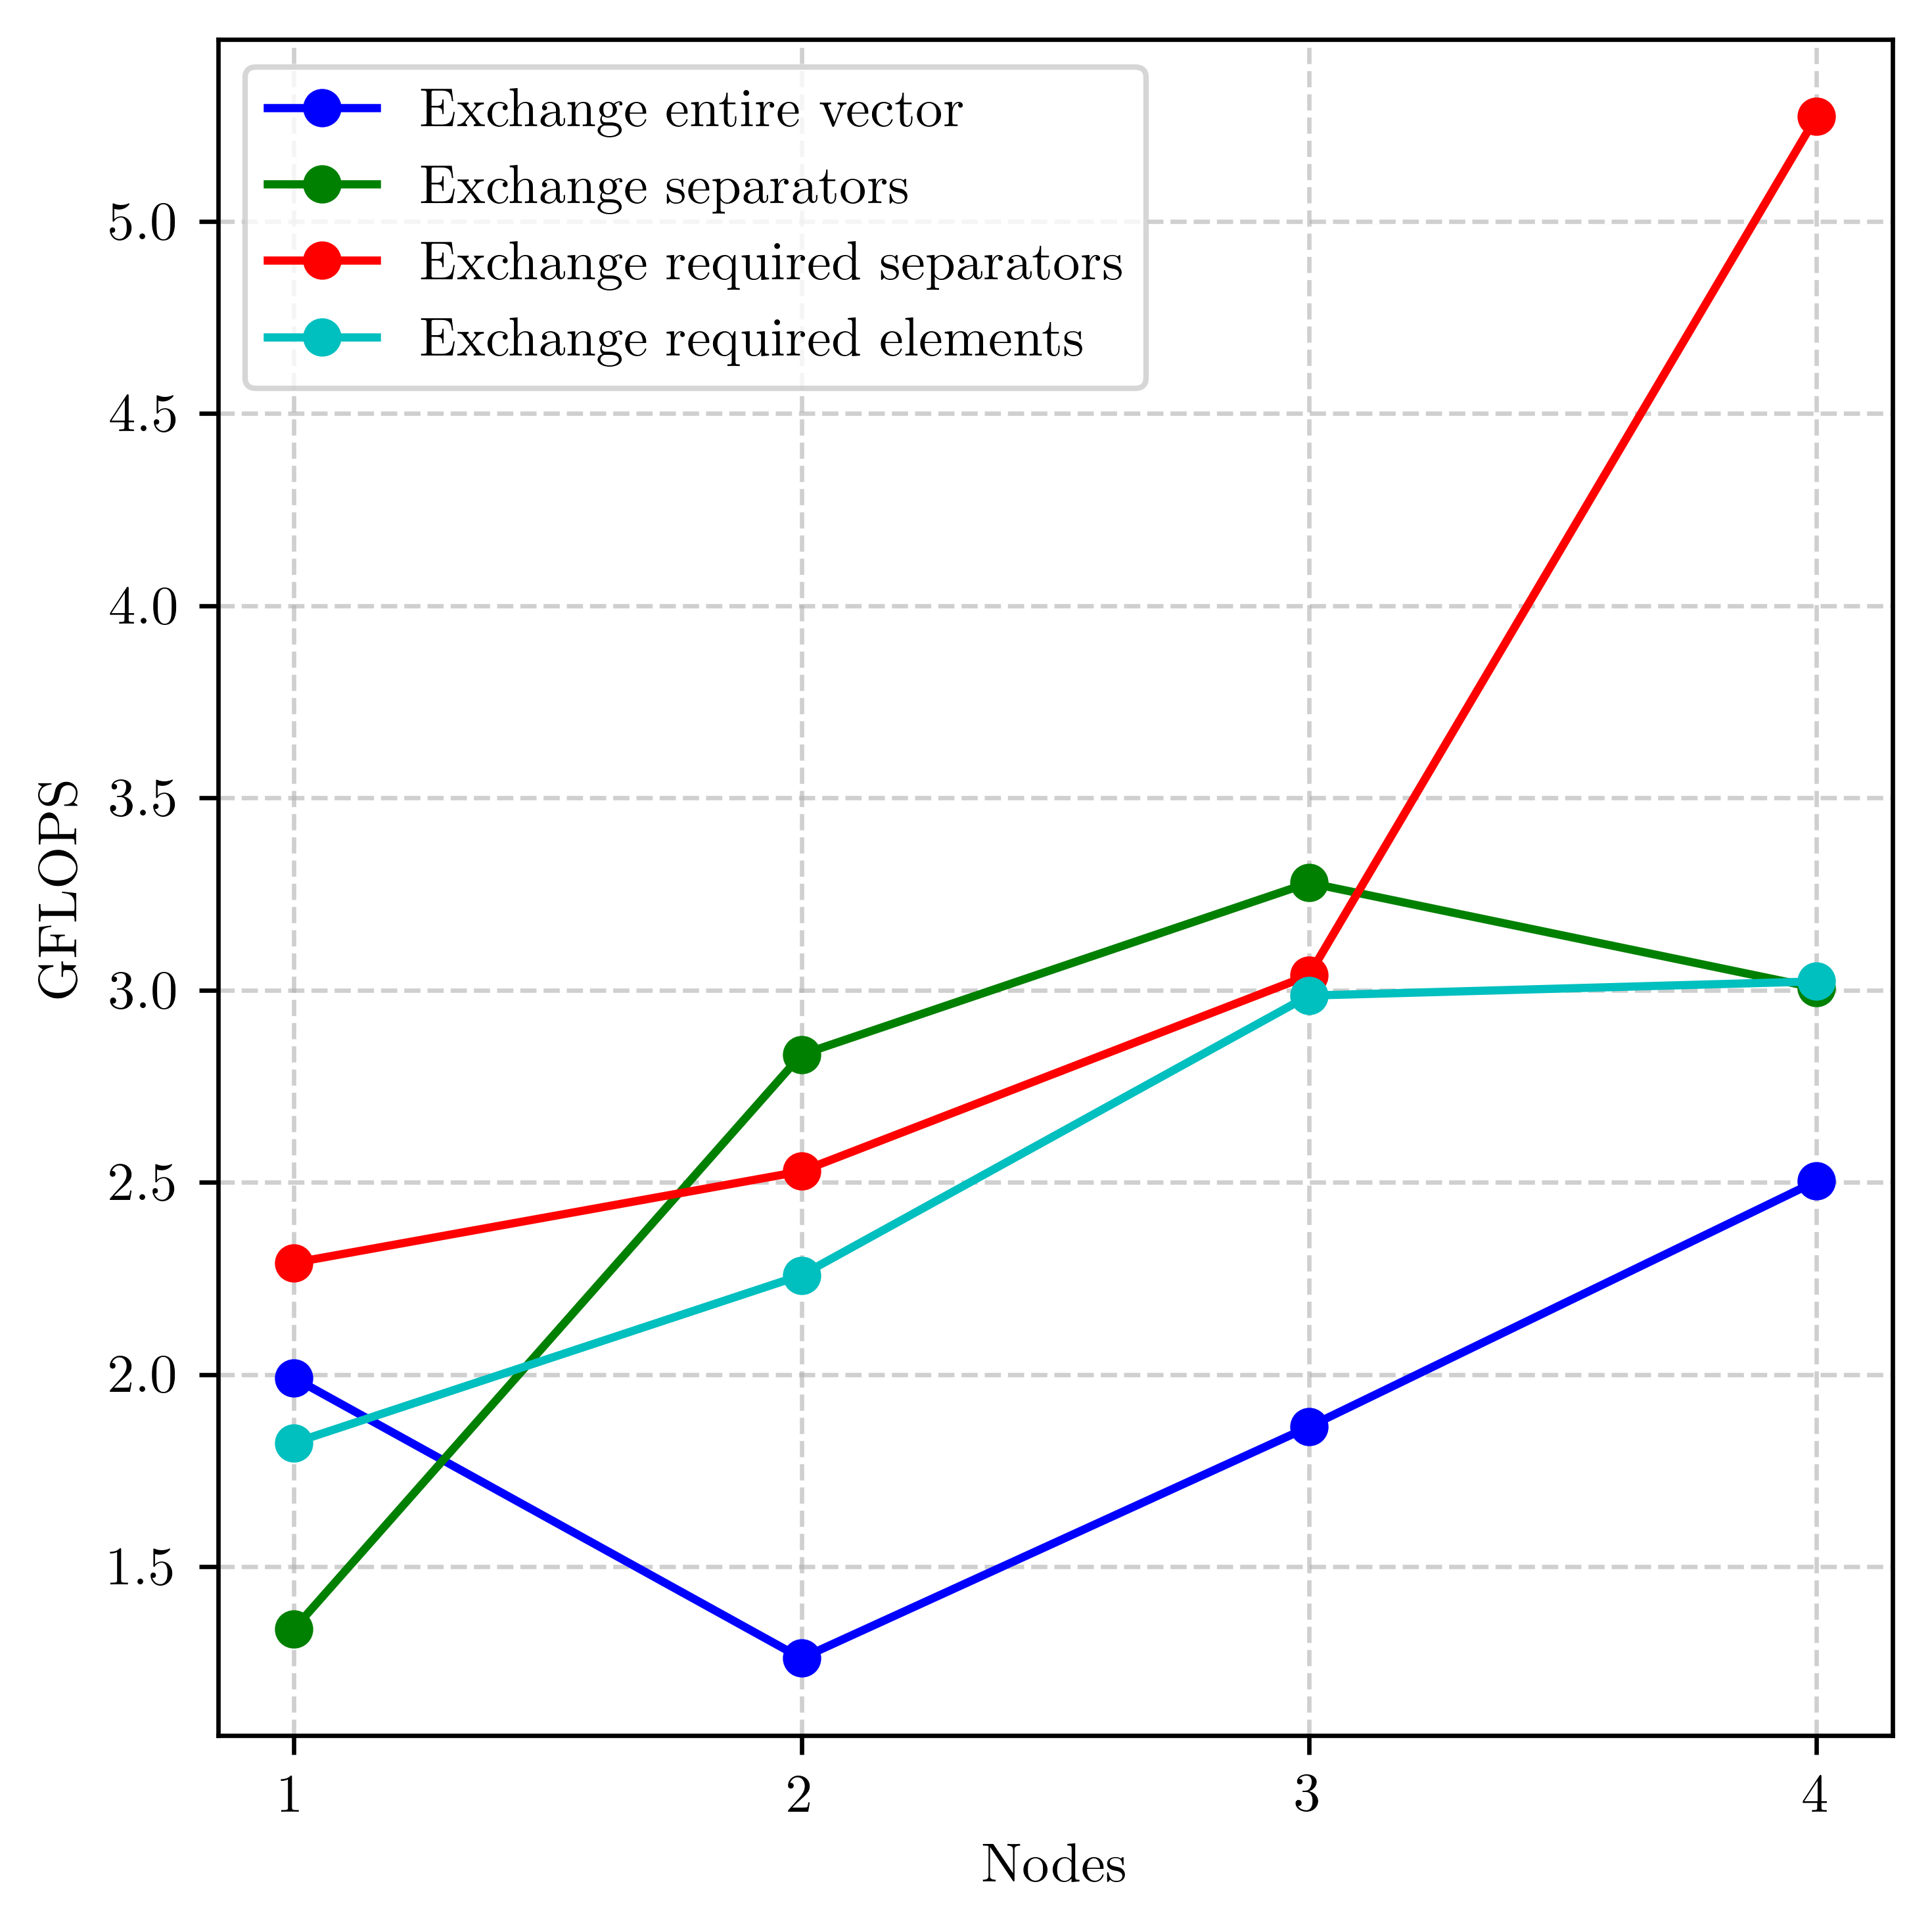 Exchange entire vector
Exchange separators
Exchange required separators
Exchange required elements
GFLOPS
5.0
4.5
4.0
3.5
3.0
2.5
2.0
1.5
1 2 3 4
Nodes